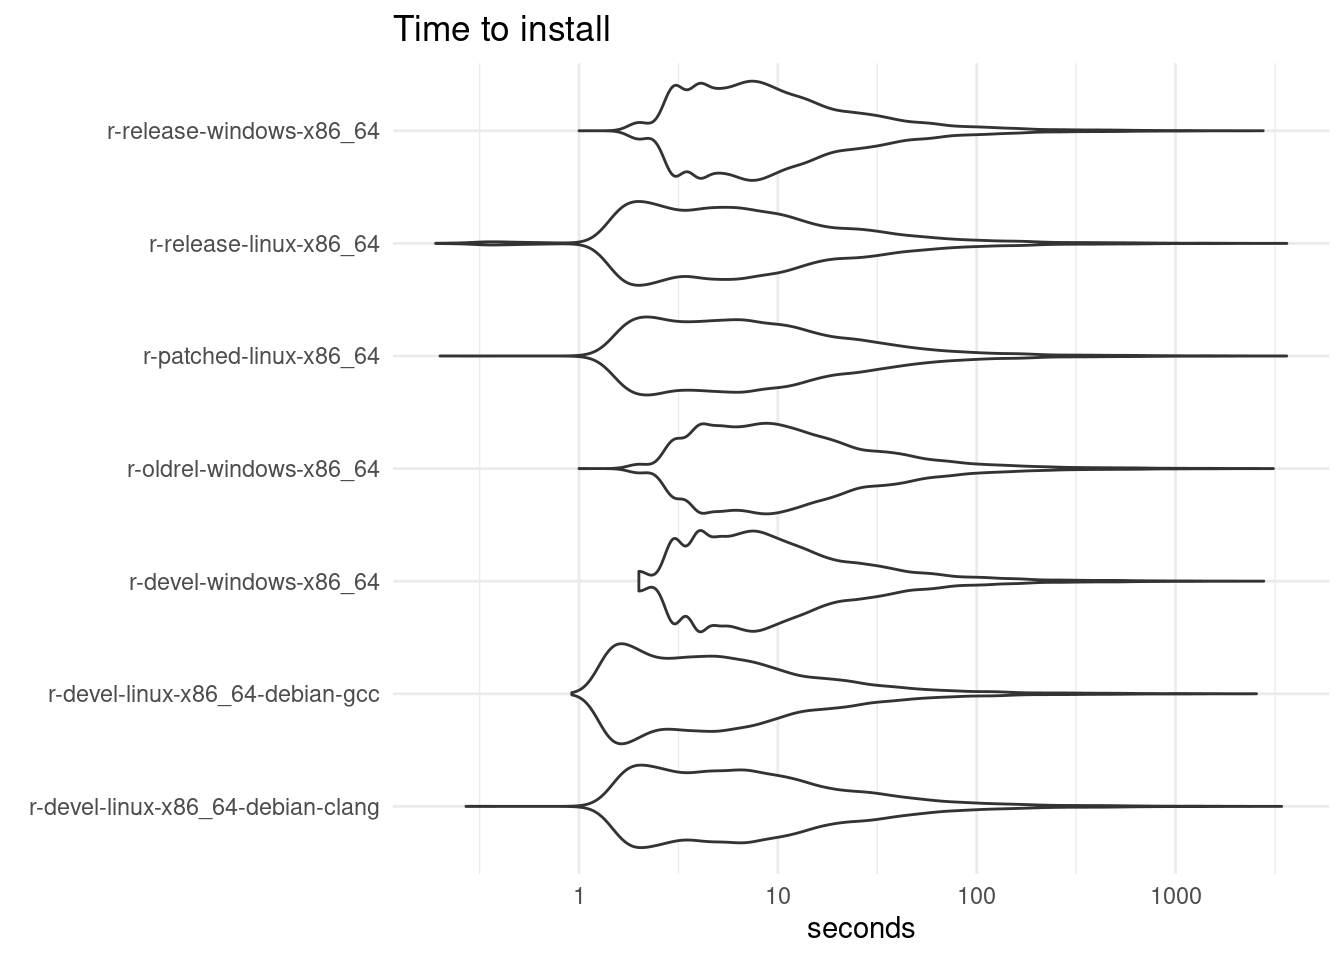 Time to install
r-release-windows-x86_64
r-release-linux-x86_64
r-patched-linux-x86_64
r-oldrel-windows-x86_64
r-devel-windows-x86_64
r-devel-linux-x86_64-debian-gcc
r-devel-linux-x86_64-debian-clang
1 10 100 1000
seconds